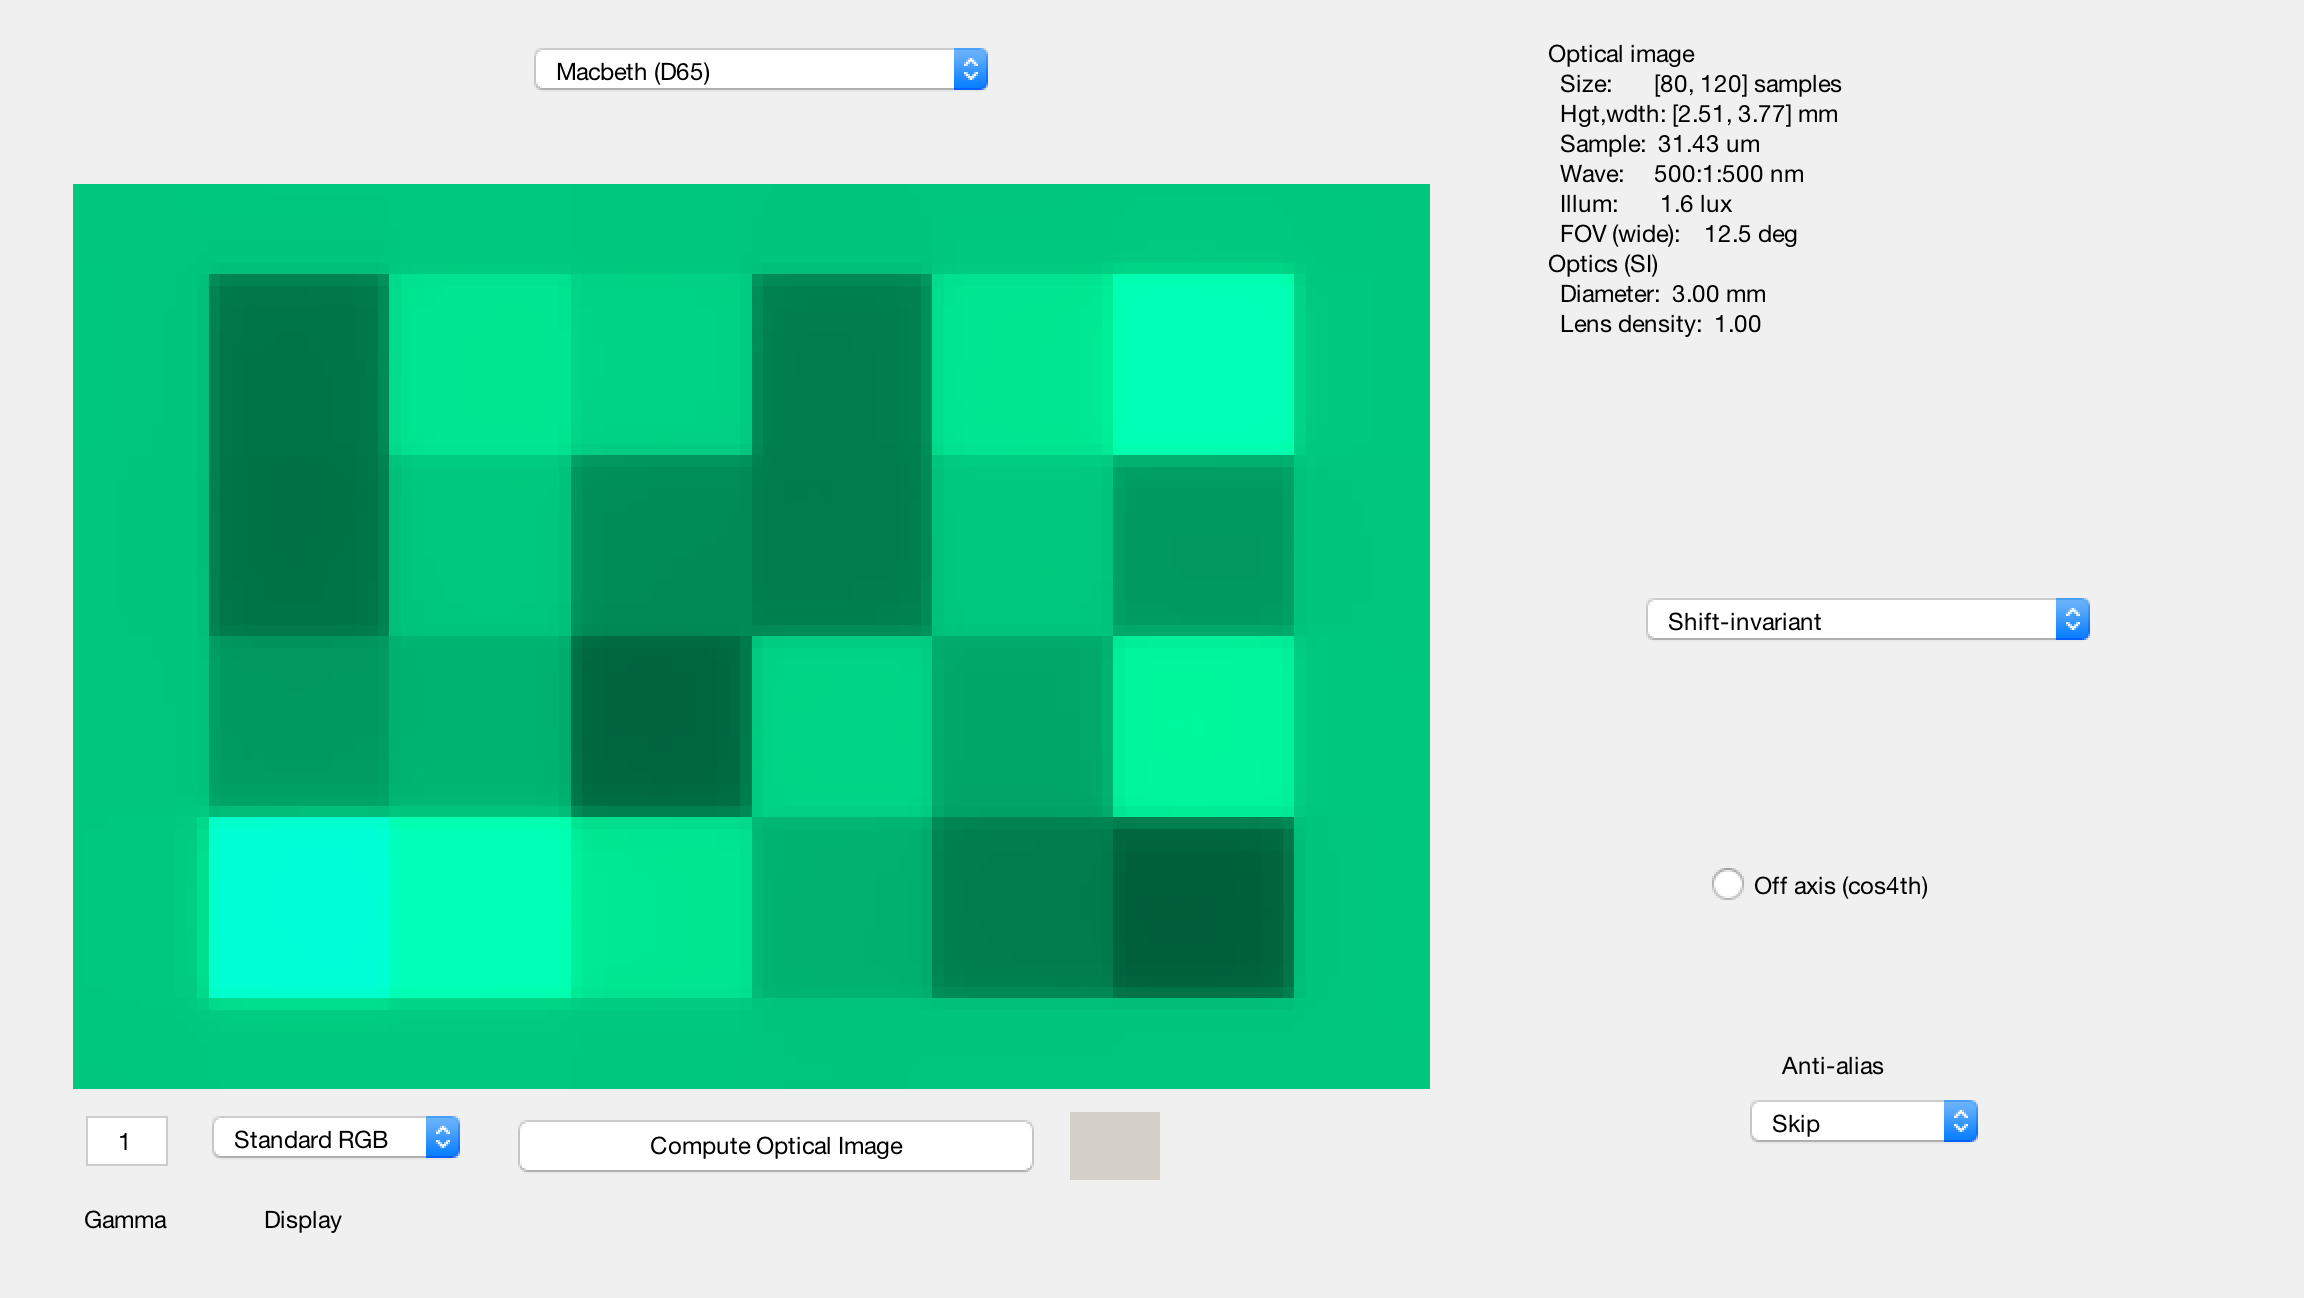 Macbeth (D65)
Optical image
Size: [80, 120] samples
Hgt,wdth: [2.51, 3.77] mm
Sample: 31.43 um
Wave: 500:1:500 nm
Illum: 1.6 lux
FOV (wide): 12.5 deg
Optics (SI)
Diameter: 3.00 mm
Lens density: 1.00
Shift-invariant
Off axis (cos4th)
Anti-alias
Skip
1
Standard RGB
Compute Optical Image
Gamma
Display